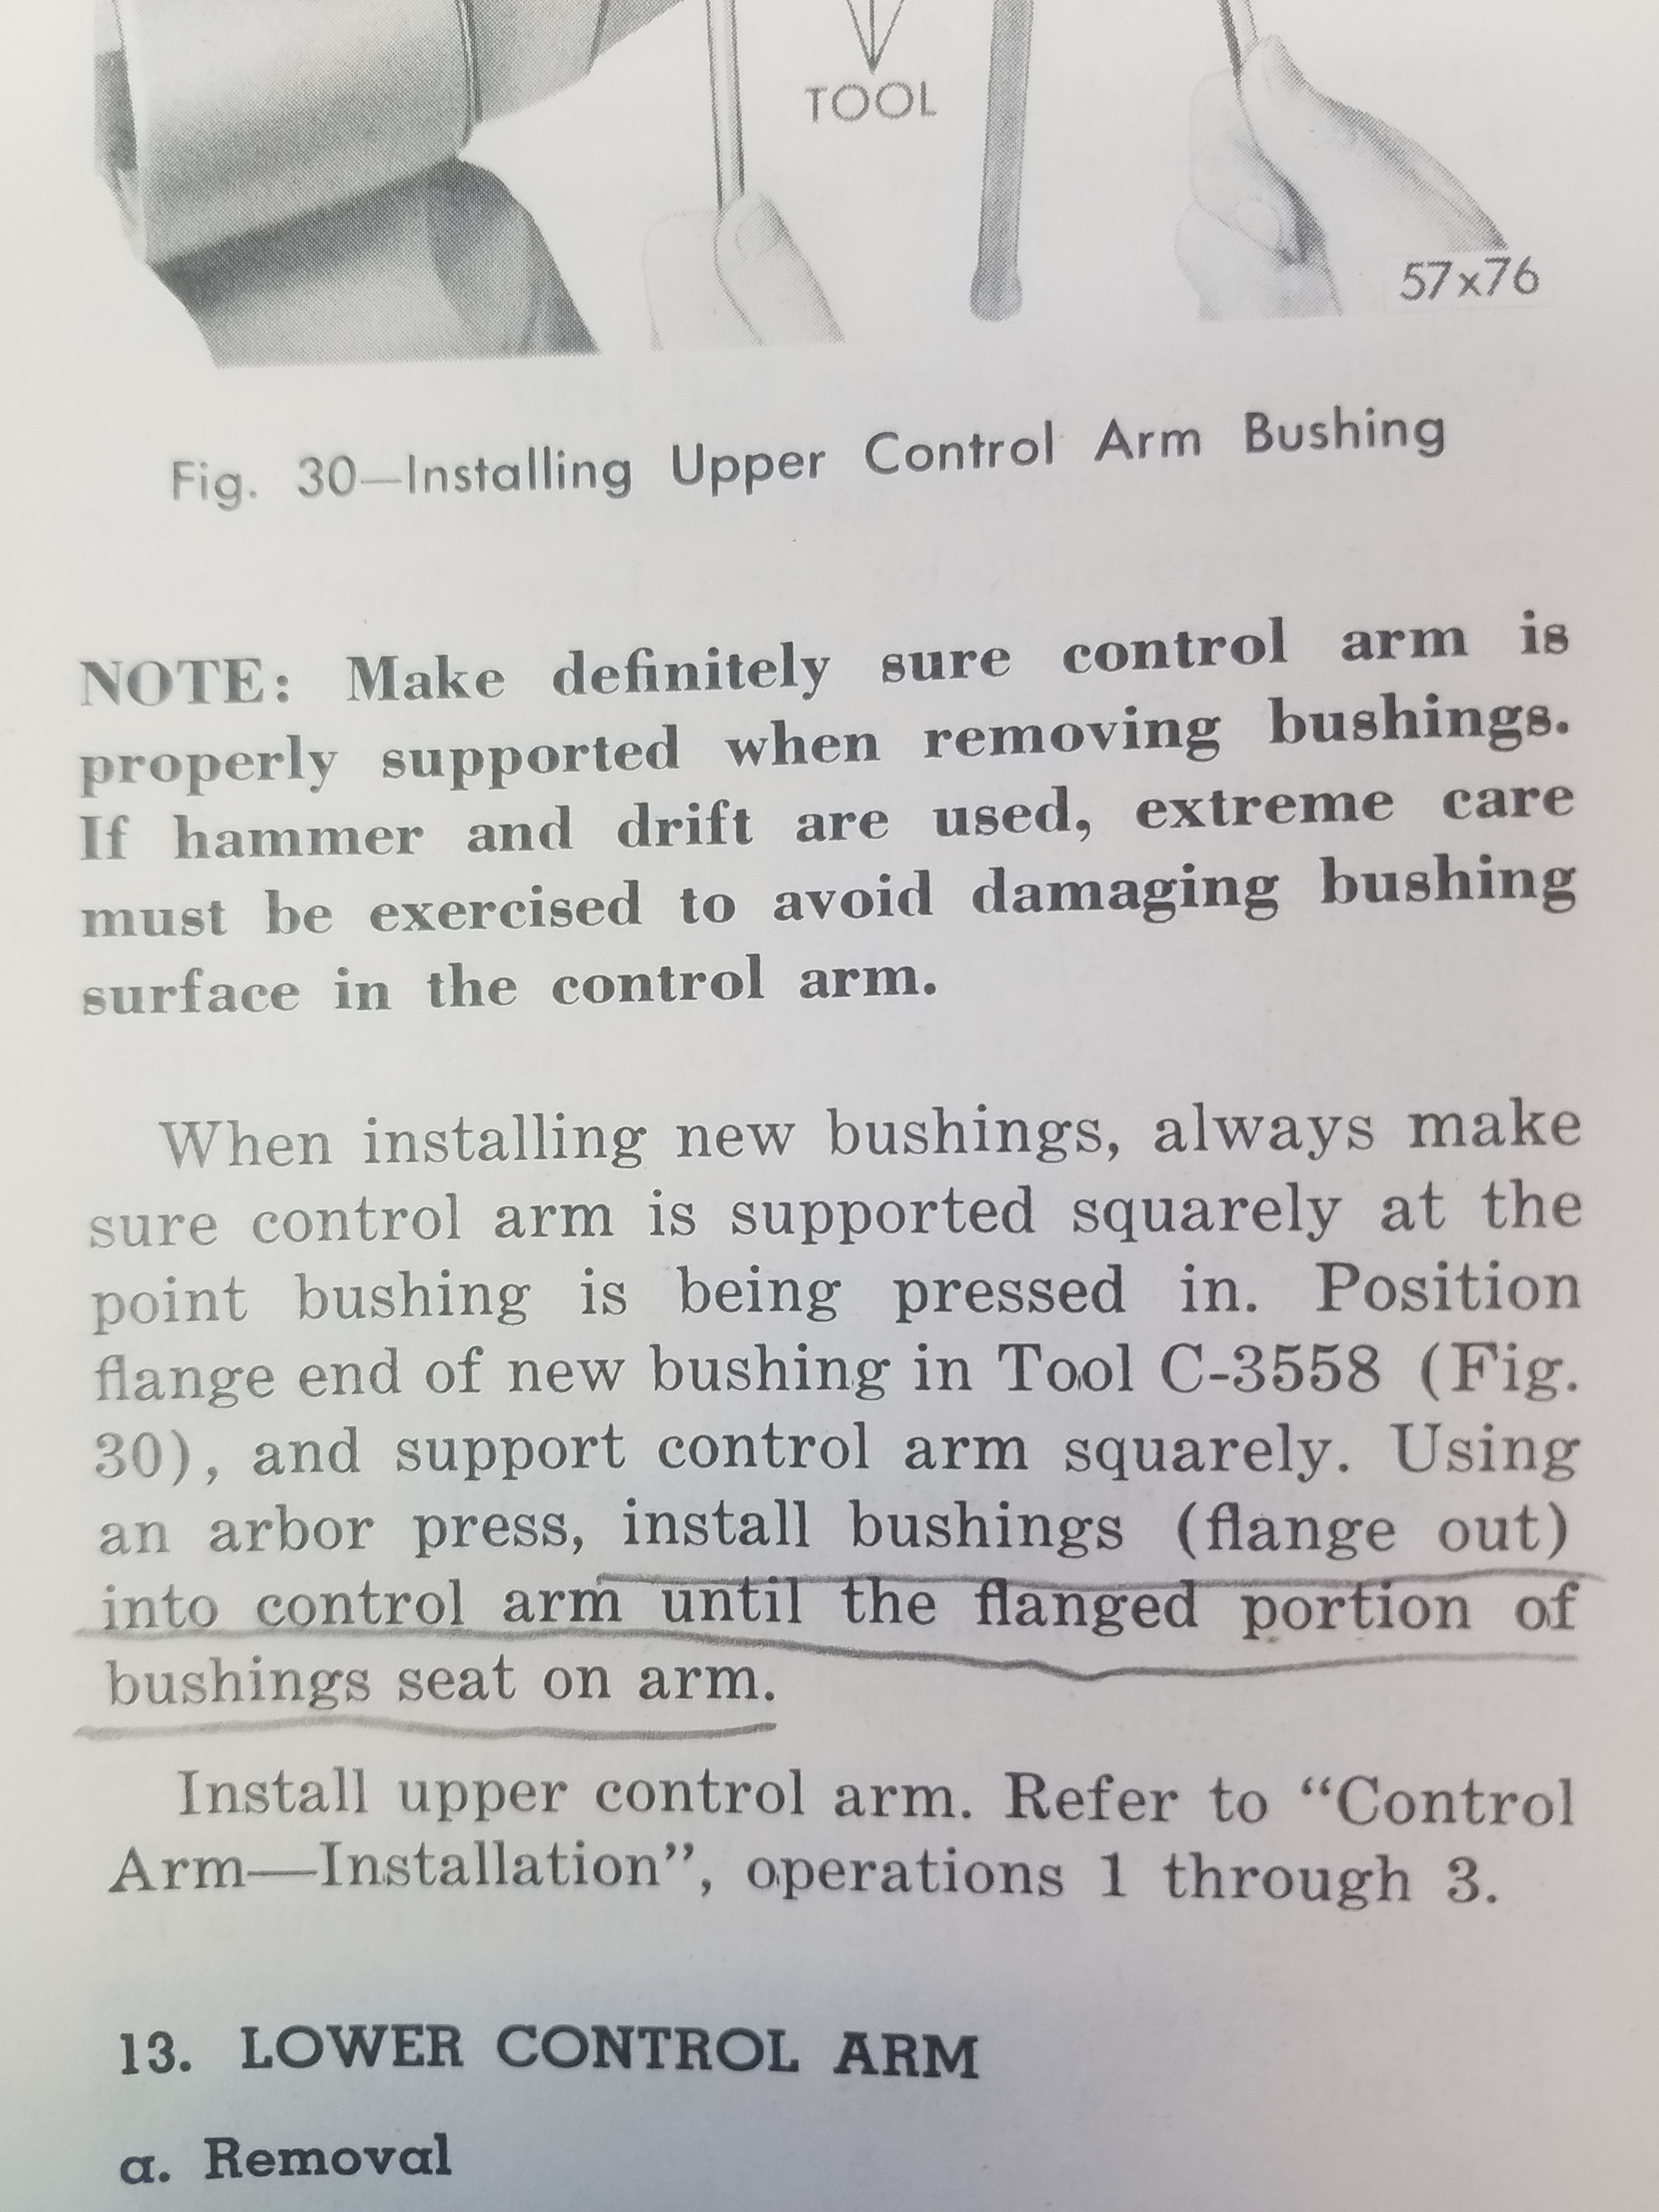 TOOL
57x76
Fig. 30—Installing Upper Control Arm Bushing
NOTE: Make definitely sure control arm is
properly supported when removing bushings.
If hammer and drift are used, extreme care
must be exercised to avoid damaging bushing
surface in the control arm.
When installing new bushings, always make
sure control arm is supported squarely at the
point bushing is being pressed in. Position
flange end of new bushing in Tool C-3558 (Fig.
30), and support control arm squarely. Using
an arbor press, install bushings (flange out)
into control arm until the flanged portion of
bushings seat on arm.
Install upper control arm. Refer to “Control
Arm—Installation”, operations 1 through 3.
13. LOWER CONTROL ARM
a. Removal